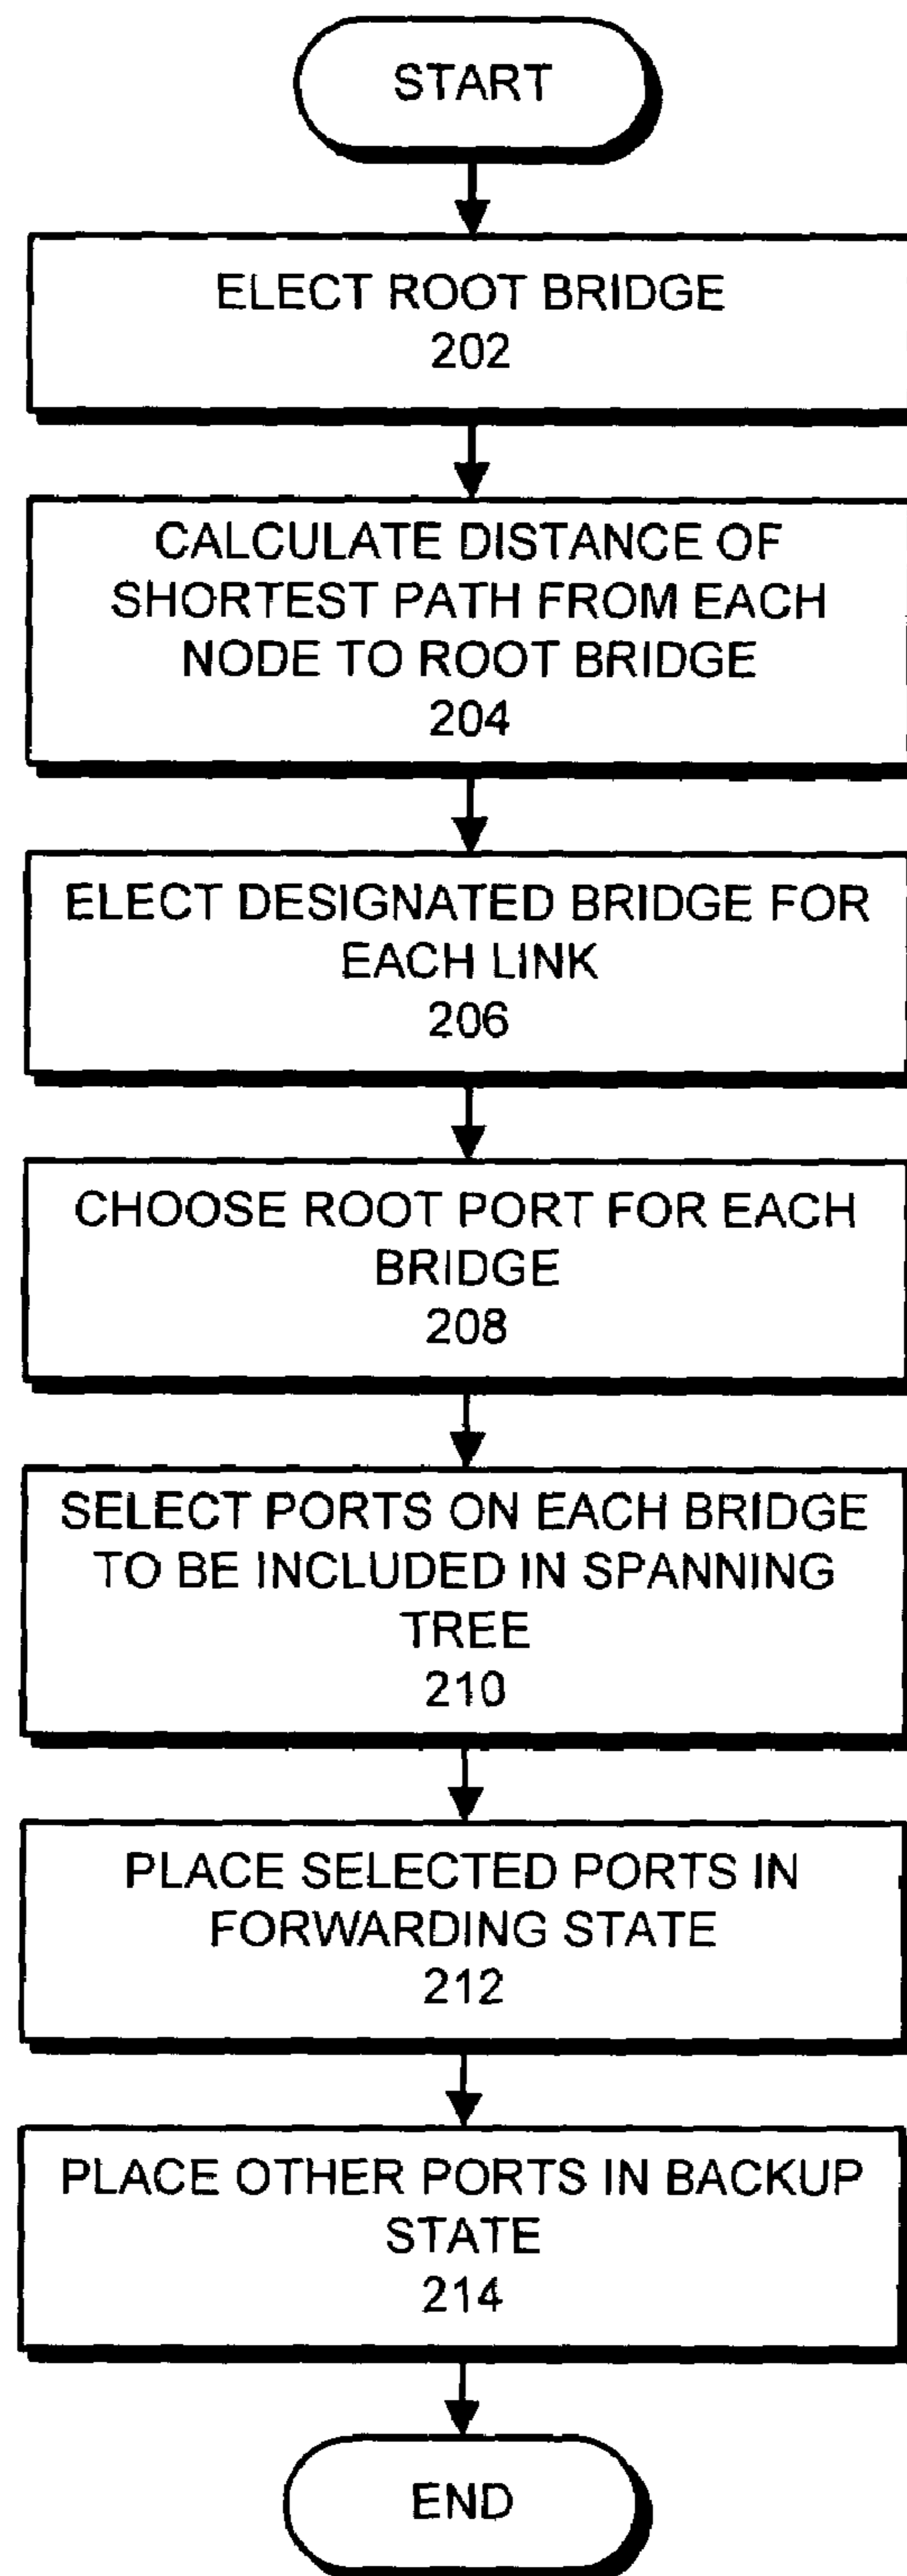 START
ELECT ROOT BRIDGE
202
CALCULATE DISTANCE OF
SHORTEST PATH FROM EACH
NODE TO ROOT BRIDGE
204
ELECT DESIGNATED BRIDGE FOR
EACH LINK
206
CHOOSE ROOT PORT FOR EACH
BRIDGE
208
SELECT PORTS ON EACH BRIDGE
TO BE INCLUDED IN SPANNING
TREE
210
PLACE SELECTED PORTS IN
FORWARDING STATE
212
PLACE OTHER PORTS IN BACKUP
STATE
214
END